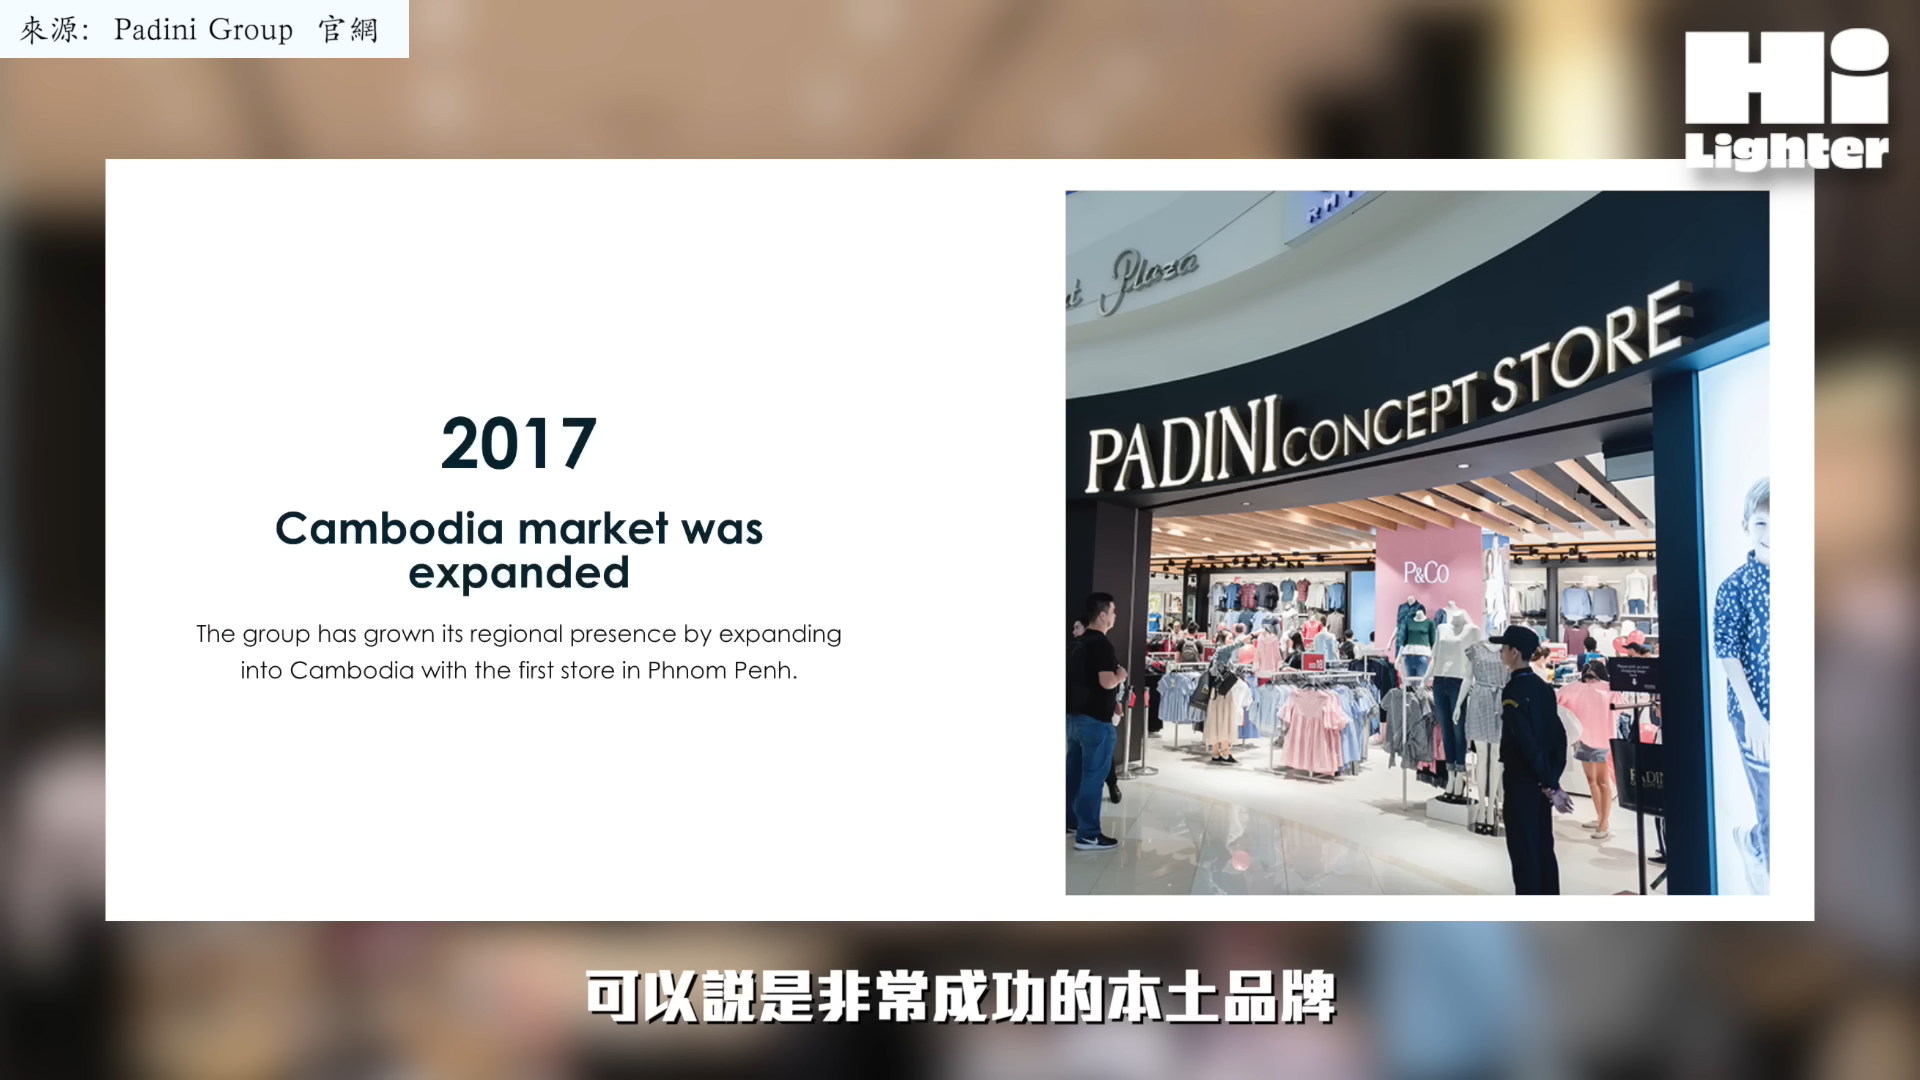 來源: Padini Group 官網
Hi
Lighter
2017
Cambodia market was
expanded
The group has grown its regional presence by expanding
into Cambodia with the first store in Phnom Penh.
Plaza
PADINI CONCEPT STORE
P&CO
可以說是非常成功的本土品牌